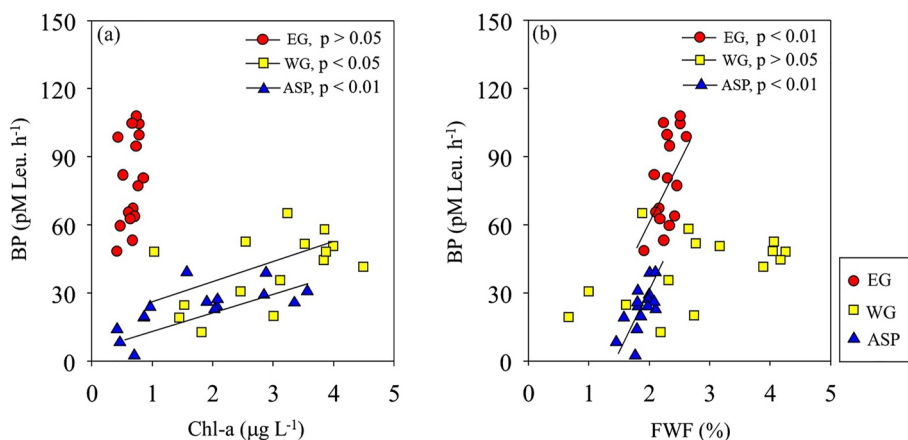 (a)
EG, p > 0.05
WG, p < 0.05
ASP, p < 0.01
BP (pM Leu. h⁻¹)
150
120
90
60
30
0
0 1 2 3 4 5
Chl-a (µg L⁻¹)
(b)
EG, p < 0.01
WG, p > 0.05
ASP, p < 0.01
BP (pM Leu. h⁻¹)
150
120
90
60
30
0
0 1 2 3 4 5
FWF (%)
EG
WG
ASP